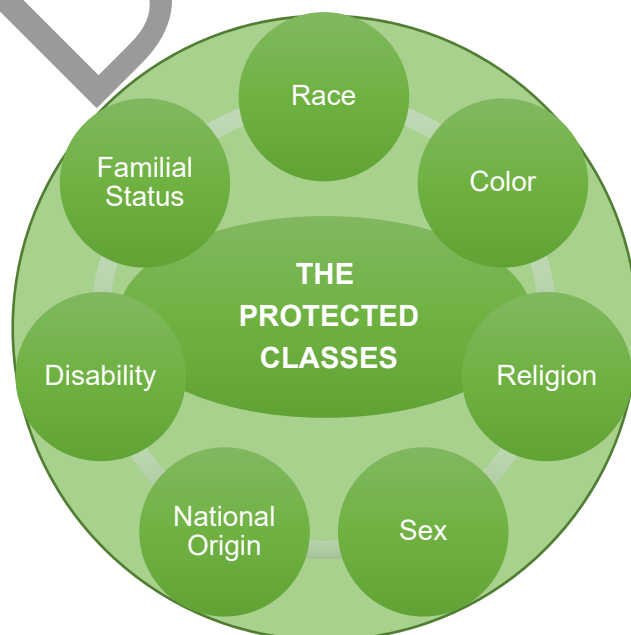 Race
Color
Religion
Sex
National
Origin
Disability
Familial
Status
THE
PROTECTED
CLASSES